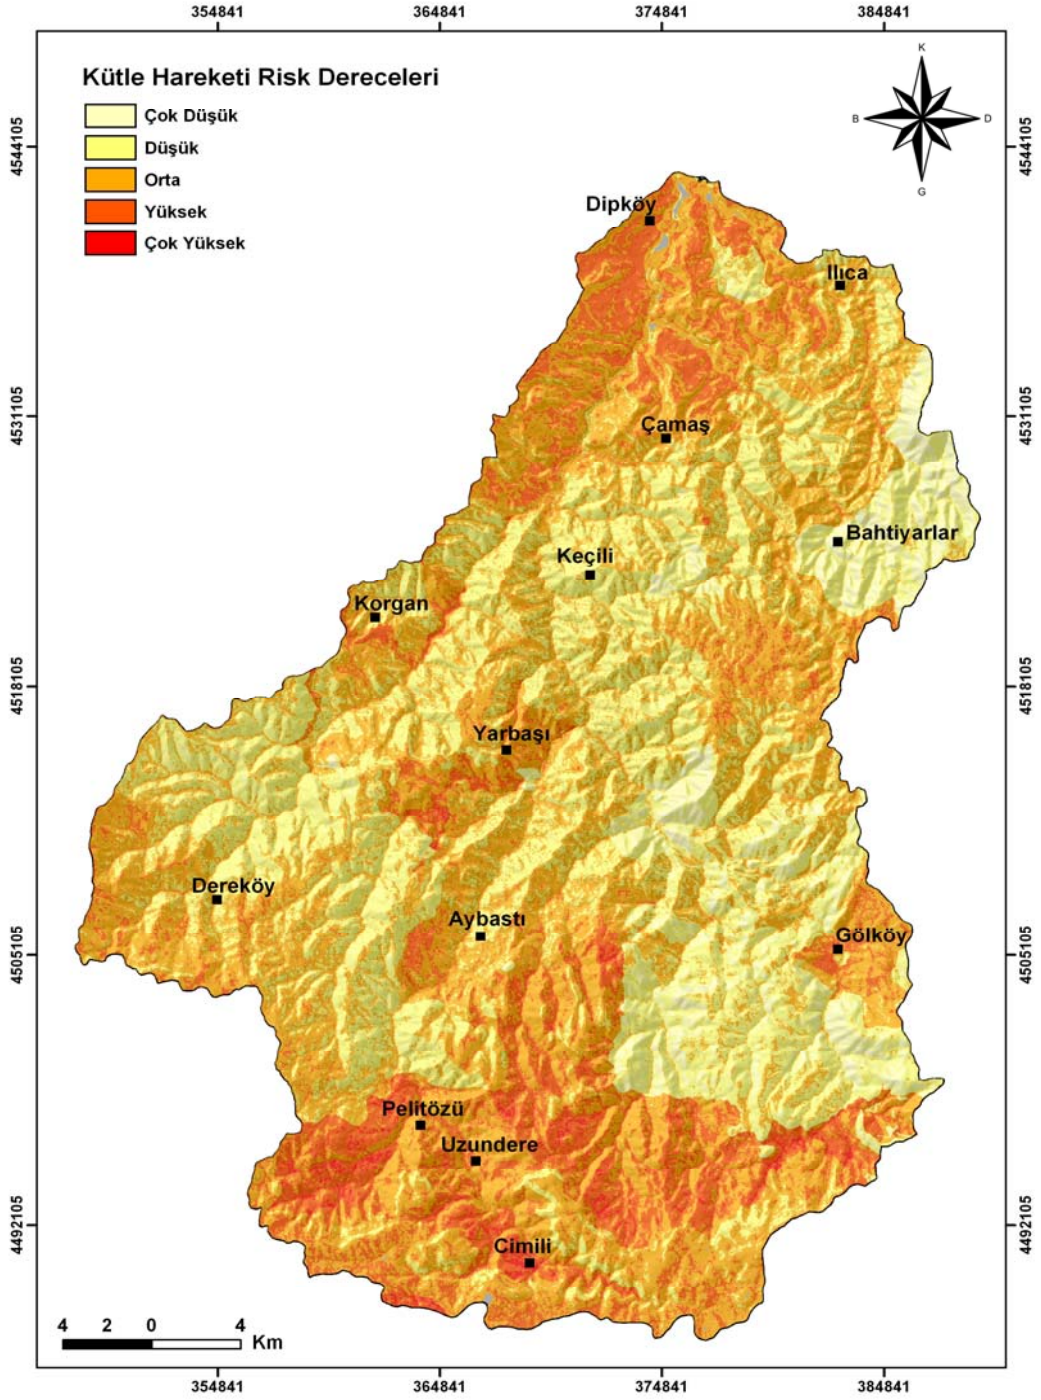 354841 364841 374841 384841
Kütle Hareketi Risk Dereceleri
Çok Düşük
Düşük
Orta
Yüksek
Çok Yüksek
K
B D
G
4544105 4544105
Dipköy
Ilıca
4531105 4531105
Çamaş
Bahtiyarlar
Keçili
Korgan
4518105 4518105
Yarbaşı
Dereköy
Aybastı
Gölköy
4505105 4505105
Pelitözü
Uzundere
4492105 4492105
Cimili
4 2 0 4
Km
354841 364841 374841 384841